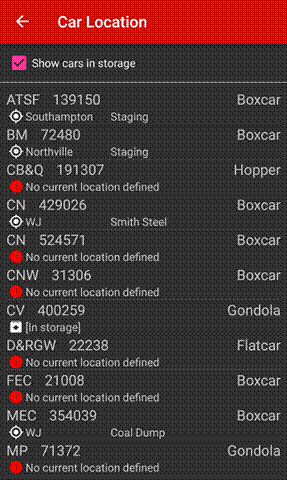 Car Location
Show cars in storage
ATSF 139150 Boxcar
Southampton Staging
BM 72480 Boxcar
Northville Staging
CB&Q 191307 Hopper
No current location defined
CN 429026 Boxcar
WJ Smith Steel
CN 524571 Boxcar
No current location defined
CNW 31306 Boxcar
No current location defined
CV 400259 Gondola
[In storage]
D&RGW 22238 Flatcar
No current location defined
FEC 21008 Boxcar
No current location defined
MEC 354039 Boxcar
WJ Coal Dump
MP 71372 Gondola
No current location defined